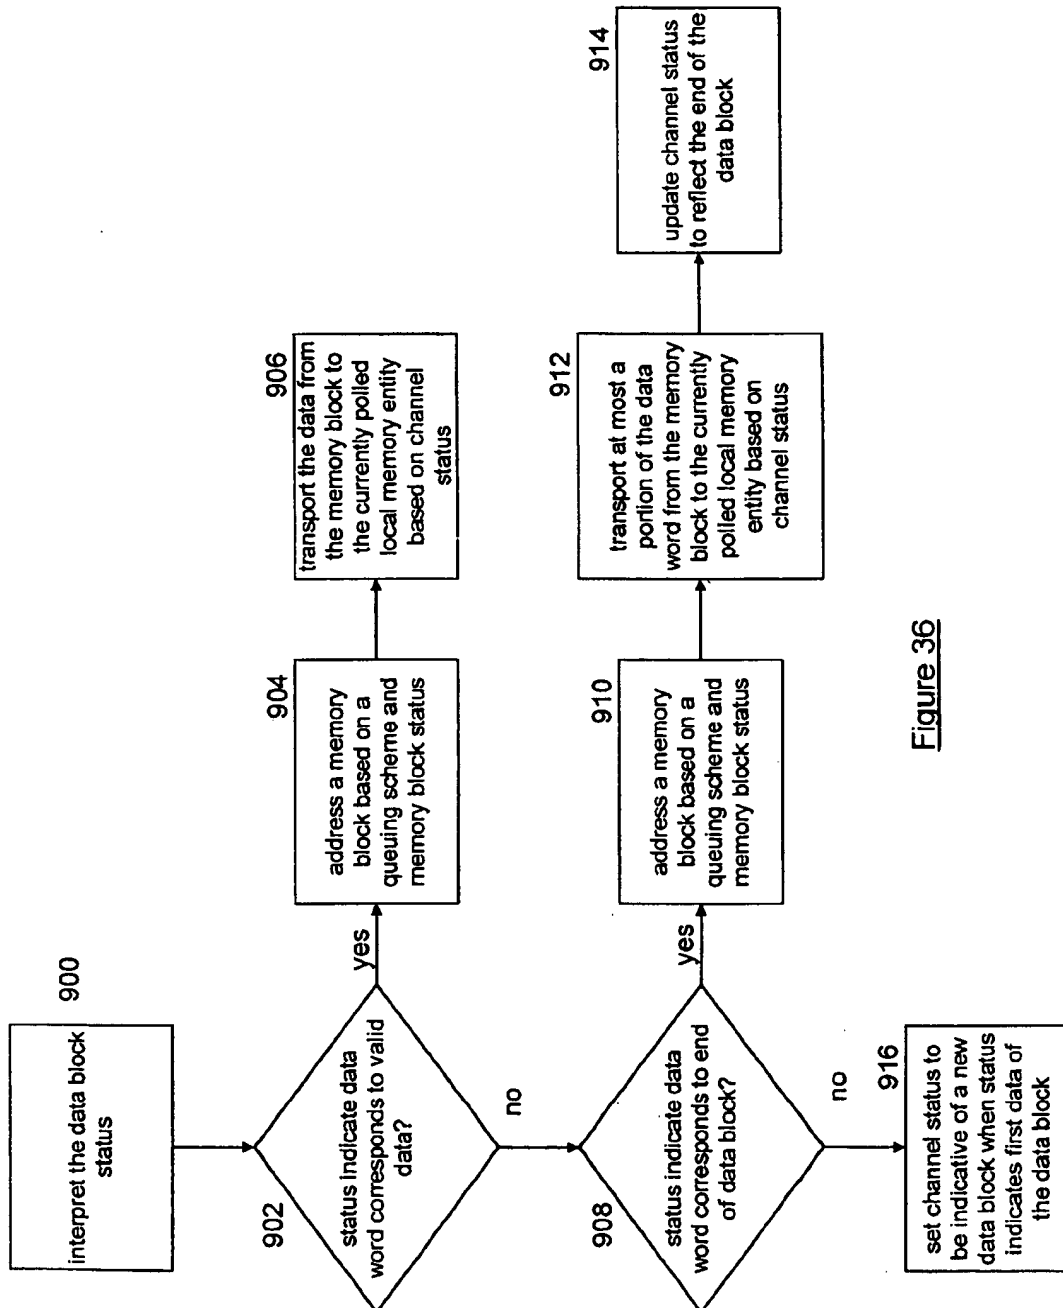 900
interpret the data block
status
902
status indicate data
word corresponds to valid
data?
yes
904
address a memory
block based on a
queuing scheme and
memory block status
906
transport the data from
the memory block to
the currently polled
local memory entity
based on channel
status
no
908
status indicate data
word corresponds to end
of data block?
yes
910
address a memory
block based on a
queuing scheme and
memory block status
912
transport at most a
portion of the data
word from the memory
block to the currently
polled local memory
entity based on
channel status
914
update channel status
to reflect the end of the
data block
no
916
set channel status to
be indicative of a new
data block when status
indicates first data of
the data block
Figure 36